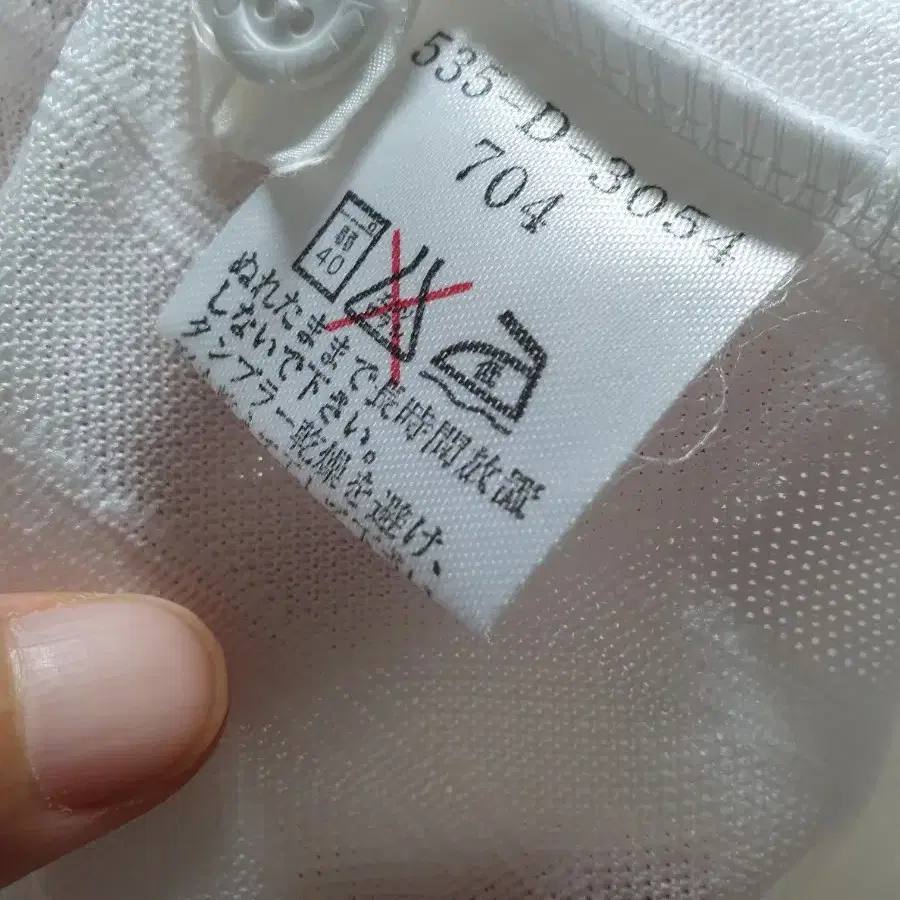 535-D-3054
704
弱
40
低
ぬれたままで長時間放置
しないで下さい。
タンブラー乾燥を避け、